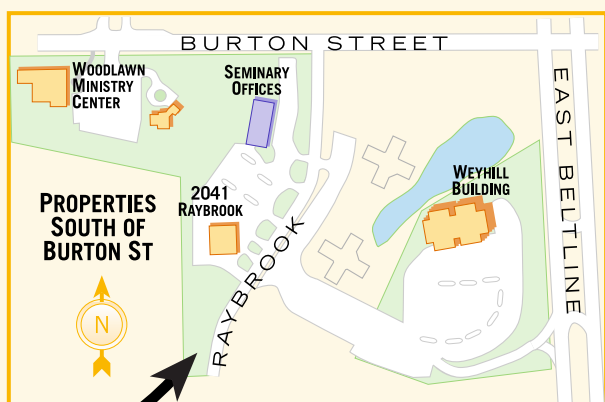 BURTON STREET
WOODLAWN
MINISTRY
CENTER
SEMINARY
OFFICES
EAST BELTLINE
WEYHILL
BUILDING
2041
RAYBROOK
PROPERTIES
SOUTH OF
BURTON ST
RAYBROOK
N